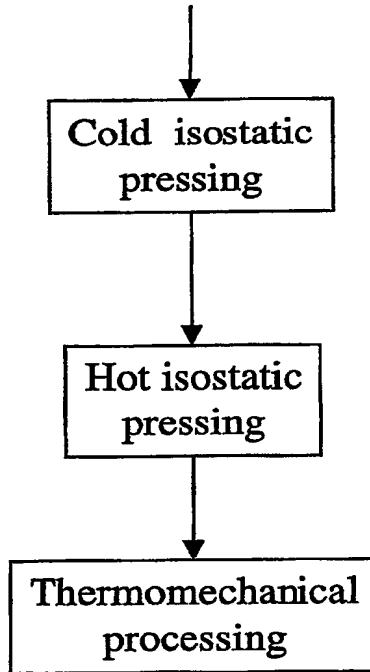 Cold isostatic
pressing
Hot isostatic
pressing
Thermomechanical
processing